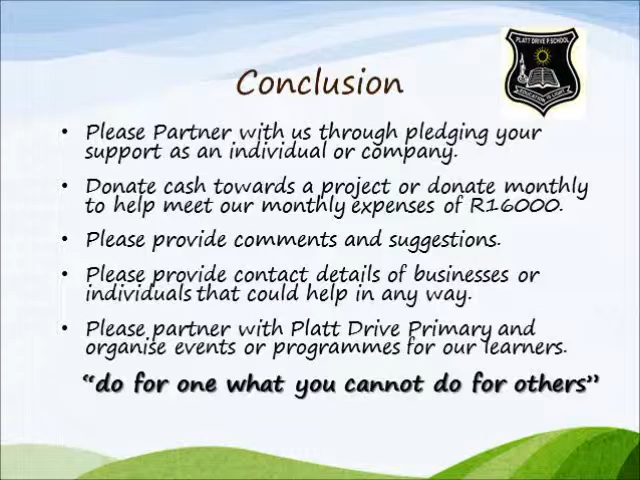 PLATT DRIVE P. SCHOOL
EDUCATION IS LIGHT
Conclusion
• Please Partner with us through pledging your
support as an individual or company.
• Donate cash towards a project or donate monthly
to help meet our monthly expenses of R16000.
• Please provide comments and suggestions.
• Please provide contact details of businesses or
individuals that could help in any way.
• Please partner with Platt Drive Primary and
organise events or programmes for our learners.
“do for one what you cannot do for others”